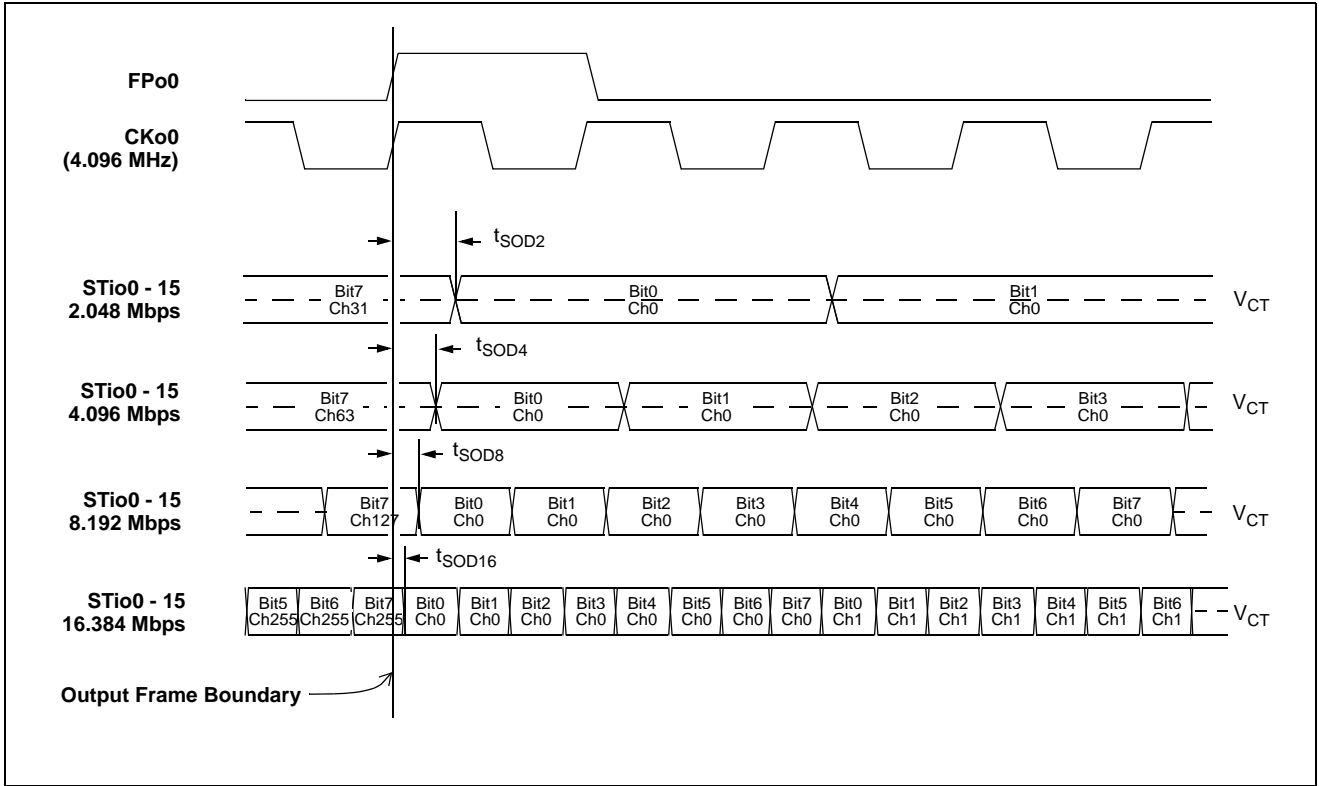 FPo0
CKo0
(4.096 MHz)
tSOD2
STio0 - 15
2.048 Mbps
Bit7 Bit0 Bit1
Ch31 Ch0 Ch0
VCT
tSOD4
STio0 - 15
4.096 Mbps
Bit7 Bit0 Bit1 Bit2 Bit3
Ch63 Ch0 Ch0 Ch0 Ch0
VCT
tSOD8
STio0 - 15
8.192 Mbps
Bit7 Bit0 Bit1 Bit2 Bit3 Bit4 Bit5 Bit6 Bit7
Ch127 Ch0 Ch0 Ch0 Ch0 Ch0 Ch0 Ch0 Ch0
VCT
tSOD16
STio0 - 15
16.384 Mbps
Bit5 Bit6 Bit7 Bit0 Bit1 Bit2 Bit3 Bit4 Bit5 Bit6 Bit7 Bit0 Bit1 Bit2 Bit3 Bit4 Bit5 Bit6
Ch255 Ch255 Ch255 Ch0 Ch0 Ch0 Ch0 Ch0 Ch0 Ch0 Ch0 Ch1 Ch1 Ch1 Ch1 Ch1 Ch1 Ch1
VCT
Output Frame Boundary